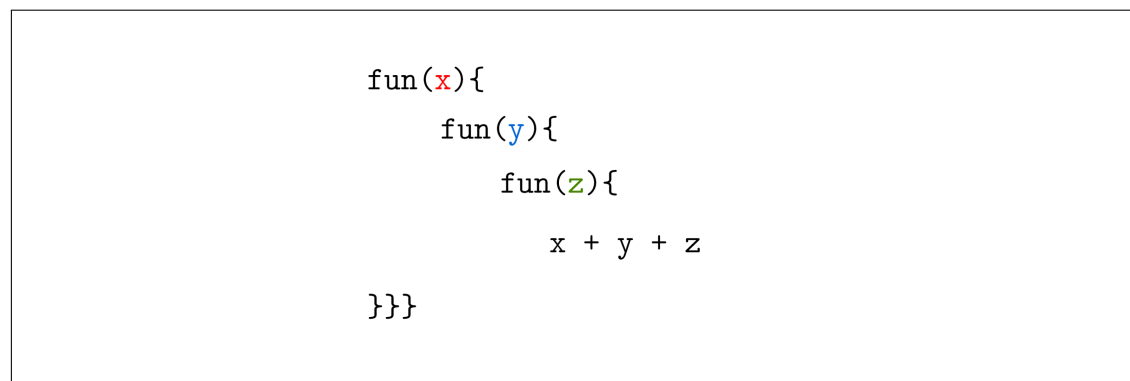 fun(x){
fun(y){
fun(z){
x + y + z
}}}